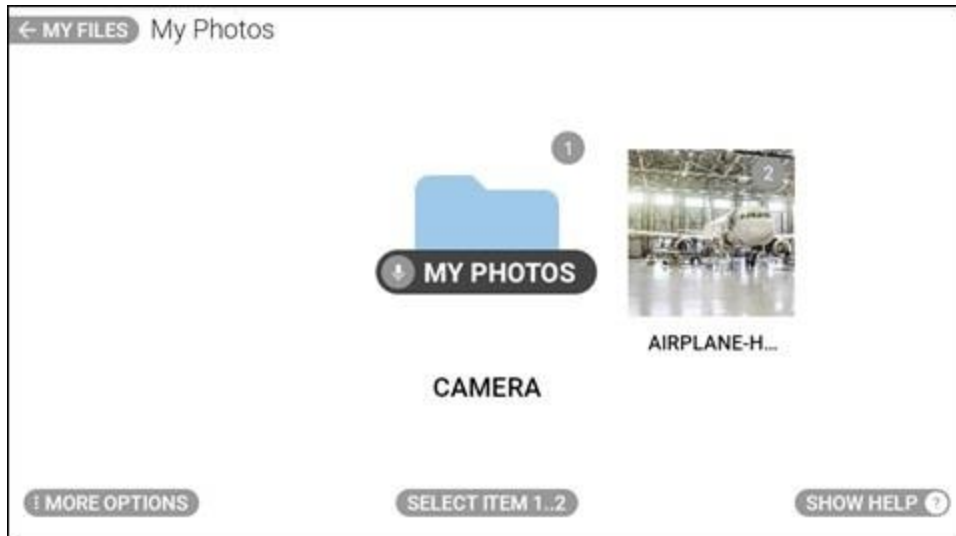 ← MY FILES My Photos
1
2
MY PHOTOS
AIRPLANE-H...
CAMERA
MORE OPTIONS
SELECT ITEM 1..2
SHOW HELP ?